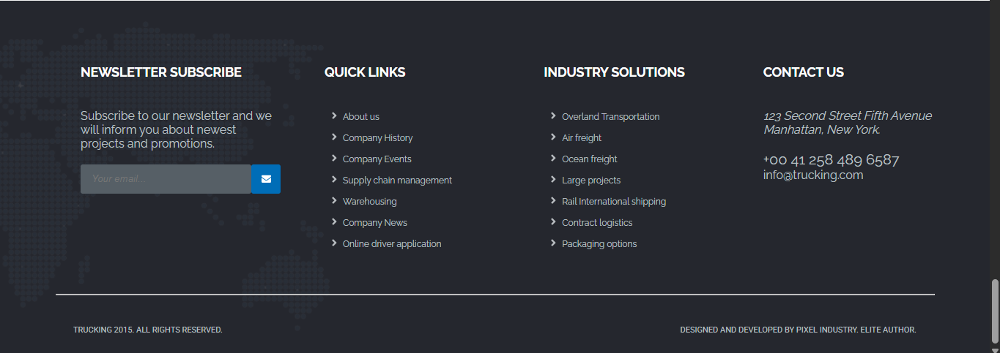 NEWSLETTER SUBSCRIBE
Subscribe to our newsletter and we
will inform you about newest
projects and promotions.
Your email...
QUICK LINKS
About us
Company History
Company Events
Supply chain management
Warehousing
Company News
Online driver application
INDUSTRY SOLUTIONS
Overland Transportation
Air freight
Ocean freight
Large projects
Rail International shipping
Contract logistics
Packaging options
CONTACT US
123 Second Street Fifth Avenue
Manhattan, New York.
+00 41 258 489 6587
info@trucking.com
TRUCKING 2015. ALL RIGHTS RESERVED.
DESIGNED AND DEVELOPED BY PIXEL INDUSTRY. ELITE AUTHOR.